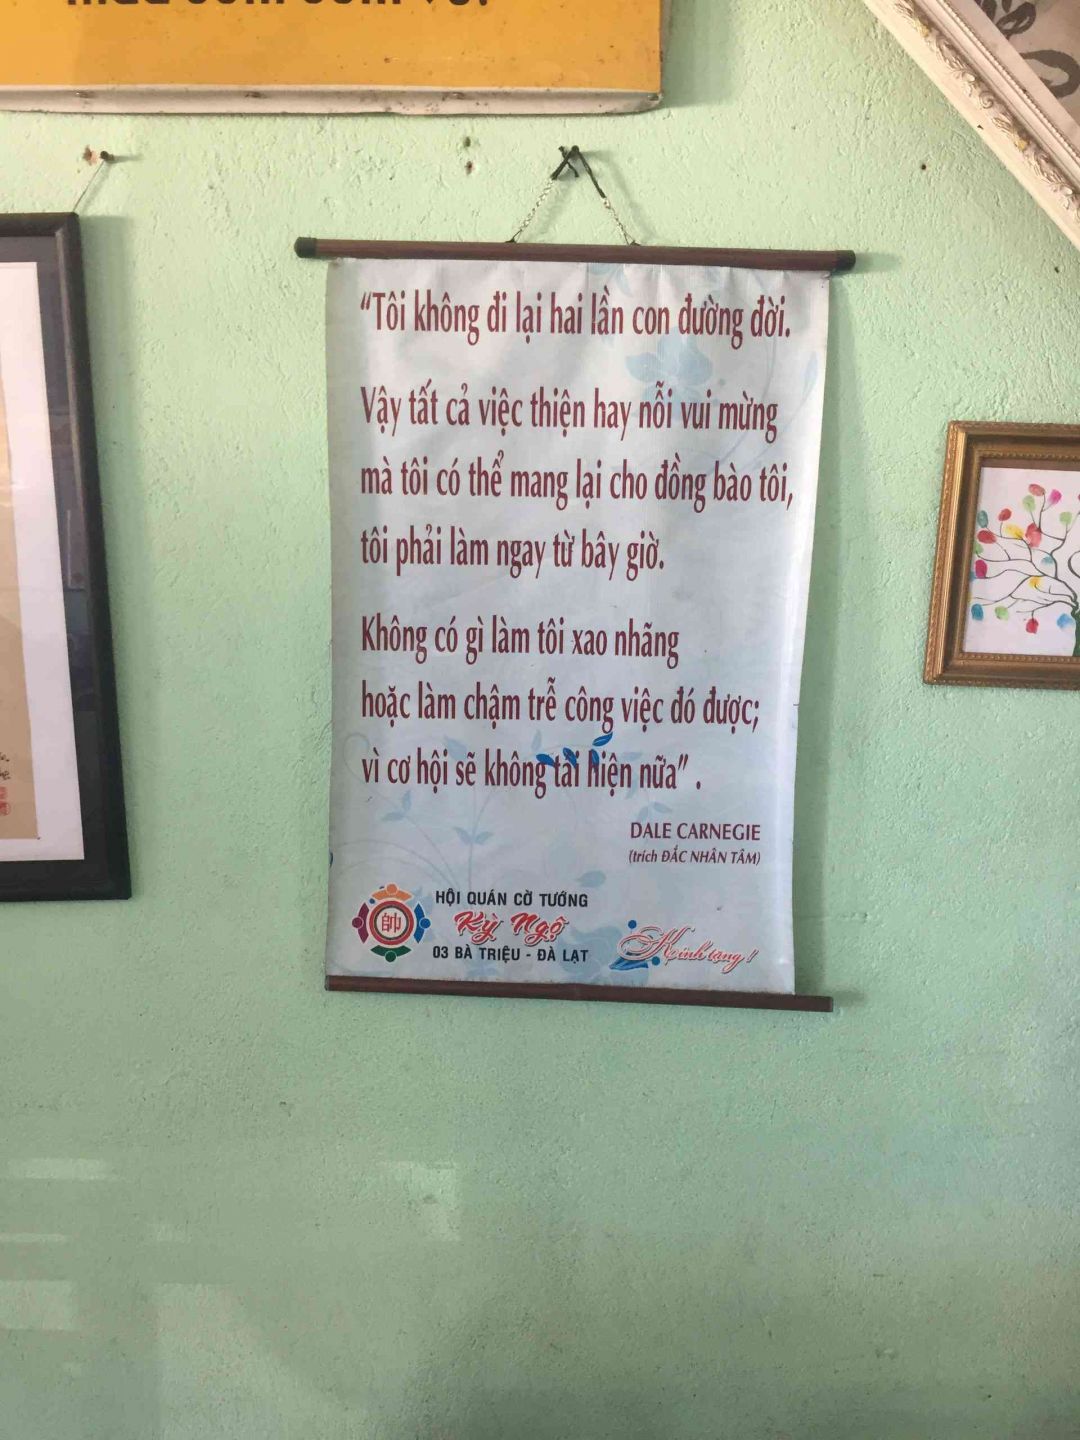 “Tôi không đi lại hai lần con đường đời.
Vậy tất cả việc thiện hay nỗi vui mừng
mà tôi có thể mang lại cho đồng bào tôi,
tôi phải làm ngay từ bây giờ.
Không có gì làm tôi xao nhãng
hoặc làm chậm trễ công việc đó được;
vì cơ hội sẽ không tái hiện nữa” .
DALE CARNEGIE
(trích ĐẮC NHÂN TÂM)
HỘI QUÁN CỜ TƯỚNG
帥
Kỳ Ngộ
03 BÀ TRIỆU - ĐÀ LẠT
Kính tặng !